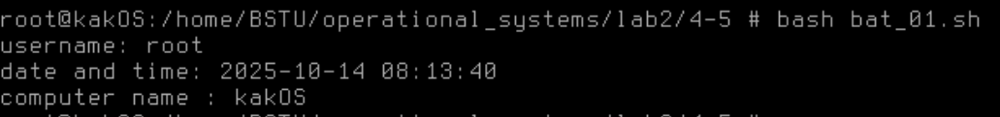 root@kakOS:/home/BSTU/operational_systems/lab2/4-5 # bash bat_01.sh
username: root
date and time: 2025-10-14 08:13:40
computer name : kakOS